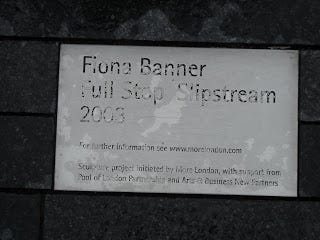 Fiona Banner
Full Stop Slipstream
2003
For further information see www.morelondon.com
Sculpture project initiated by More London, with support from
Pool of London Partnership and Arts & Business New Partners